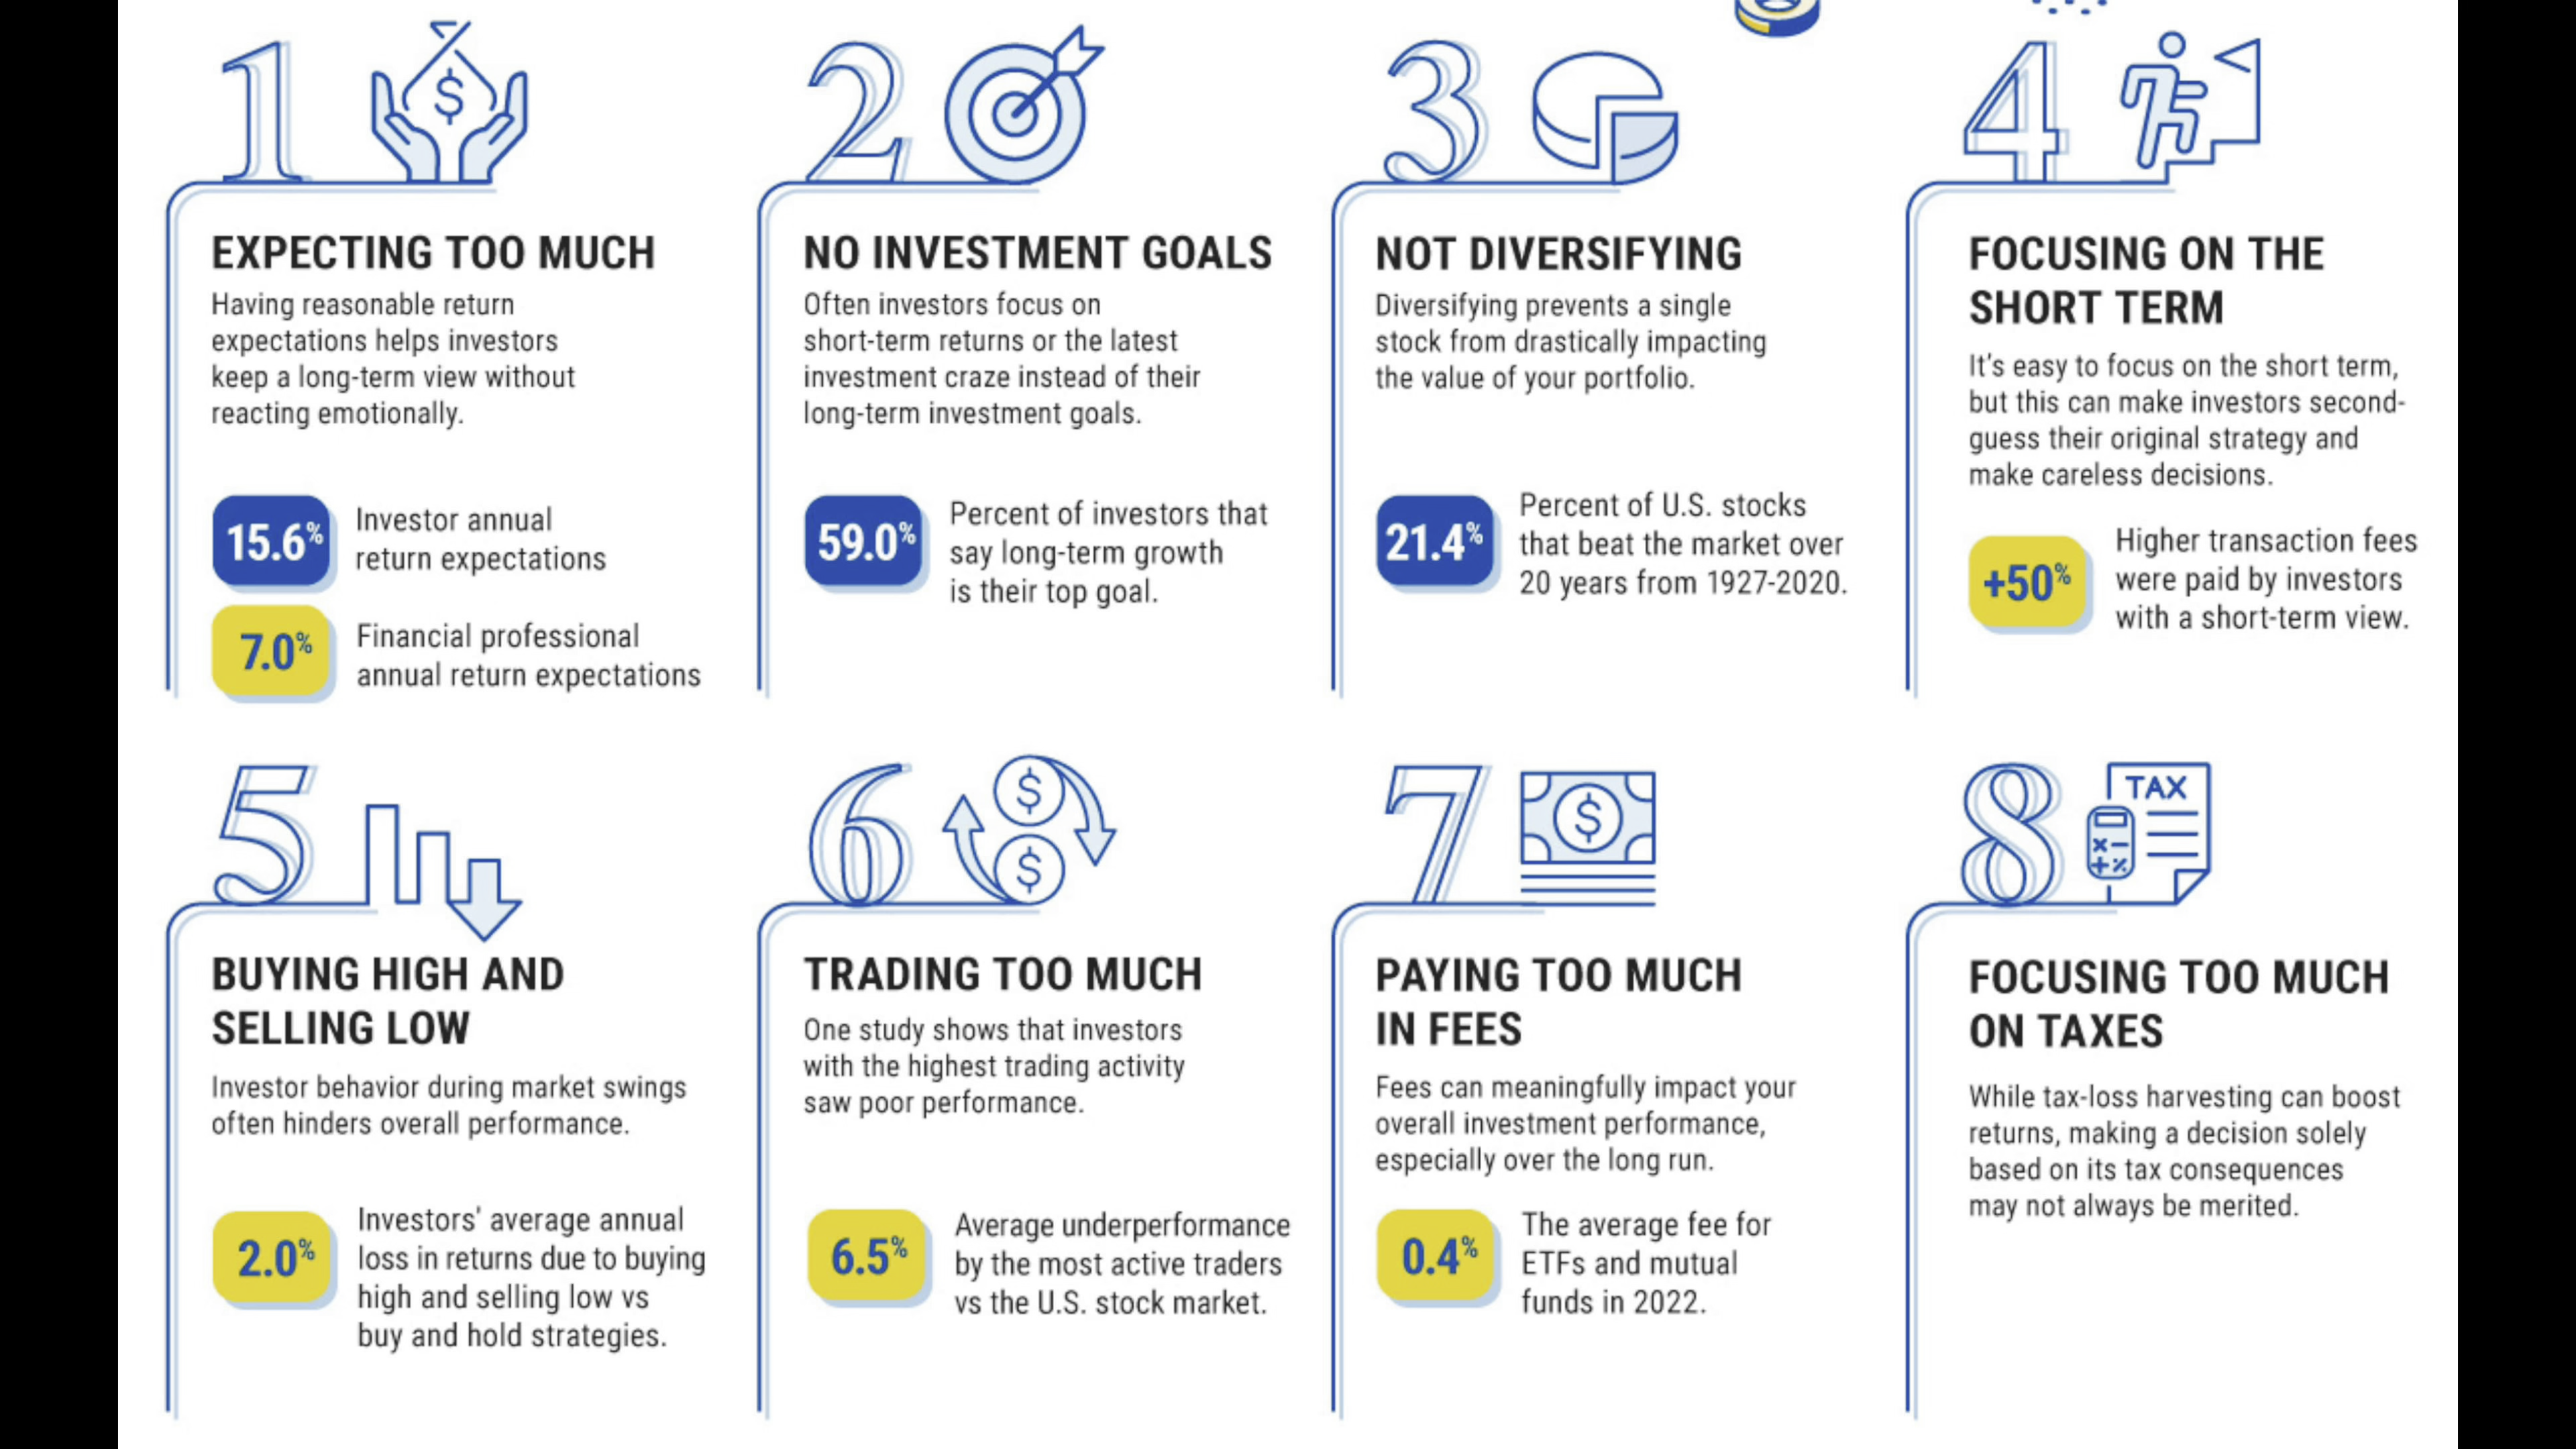 1
EXPECTING TOO MUCH
Having reasonable return
expectations helps investors
keep a long-term view without
reacting emotionally.
15.6%
Investor annual
return expectations
7.0%
Financial professional
annual return expectations
2
NO INVESTMENT GOALS
Often investors focus on
short-term returns or the latest
investment craze instead of their
long-term investment goals.
59.0%
Percent of investors that
say long-term growth
is their top goal.
3
NOT DIVERSIFYING
Diversifying prevents a single
stock from drastically impacting
the value of your portfolio.
21.4%
Percent of U.S. stocks
that beat the market over
20 years from 1927-2020.
4
FOCUSING ON THE
SHORT TERM
It's easy to focus on the short term,
but this can make investors second-
guess their original strategy and
make careless decisions.
+50%
Higher transaction fees
were paid by investors
with a short-term view.
5
BUYING HIGH AND
SELLING LOW
Investor behavior during market swings
often hinders overall performance.
2.0%
Investors' average annual
loss in returns due to buying
high and selling low vs
buy and hold strategies.
6
TRADING TOO MUCH
One study shows that investors
with the highest trading activity
saw poor performance.
6.5%
Average underperformance
by the most active traders
vs the U.S. stock market.
7
PAYING TOO MUCH
IN FEES
Fees can meaningfully impact your
overall investment performance,
especially over the long run.
0.4%
The average fee for
ETFs and mutual
funds in 2022.
8
TAX
FOCUSING TOO MUCH
ON TAXES
While tax-loss harvesting can boost
returns, making a decision solely
based on its tax consequences
may not always be merited.